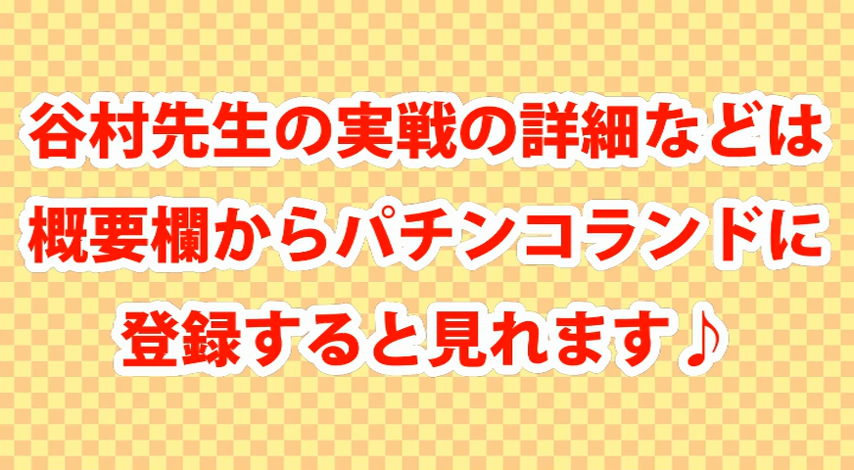 谷村先生の実戦の詳細などは
概要欄からパチンコランドに
登録すると見れます♪